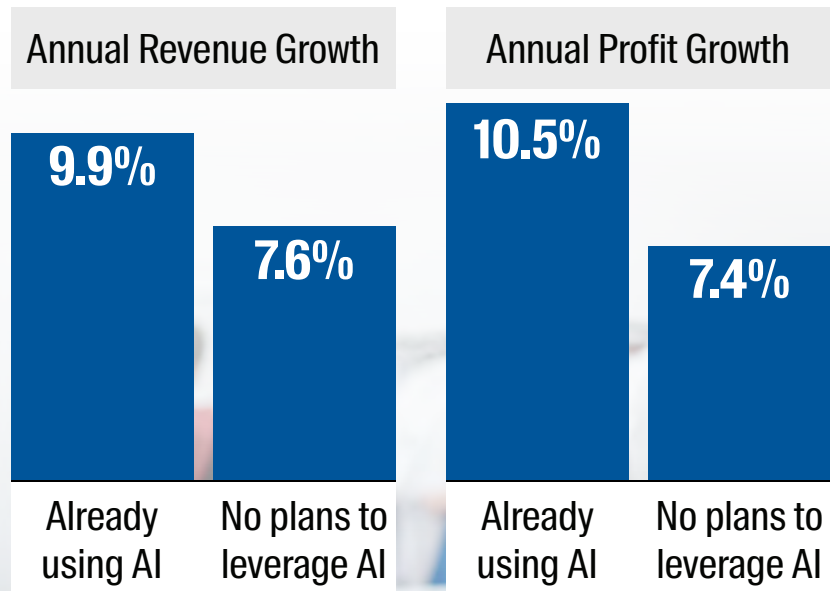 Annual Revenue Growth
9.9%
7.6%
Already
using AI
No plans to
leverage AI
Annual Profit Growth
10.5%
7.4%
Already
using AI
No plans to
leverage AI